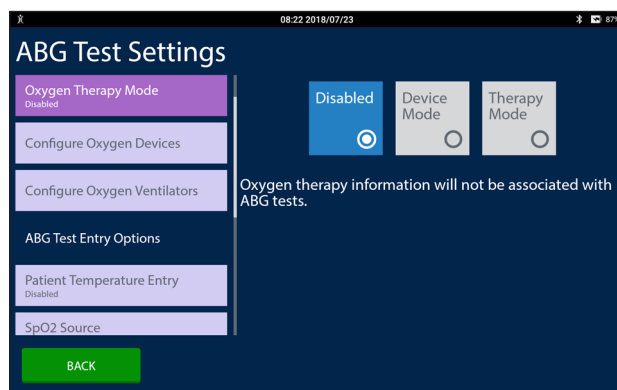 08:22 2018/07/23
87%
ABG Test Settings
Oxygen Therapy Mode
Disabled
Configure Oxygen Devices
Configure Oxygen Ventilators
ABG Test Entry Options
Patient Temperature Entry
Disabled
SpO2 Source
BACK
Disabled
Device
Mode
Therapy
Mode
Oxygen therapy information will not be associated with
ABG tests.